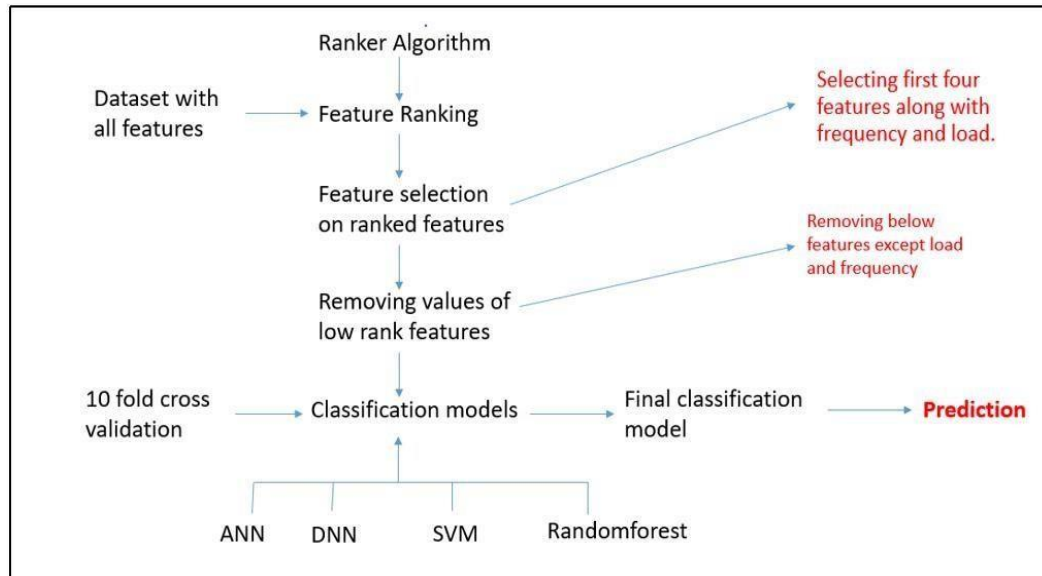 Ranker Algorithm
Dataset with
all features
Feature Ranking
Selecting first four
features along with
frequency and load.
Feature selection
on ranked features
Removing below
features except load
and frequency
Removing values of
low rank features
10 fold cross
validation
Classification models
Final classification
model
Prediction
ANN
DNN
SVM
Randomforest